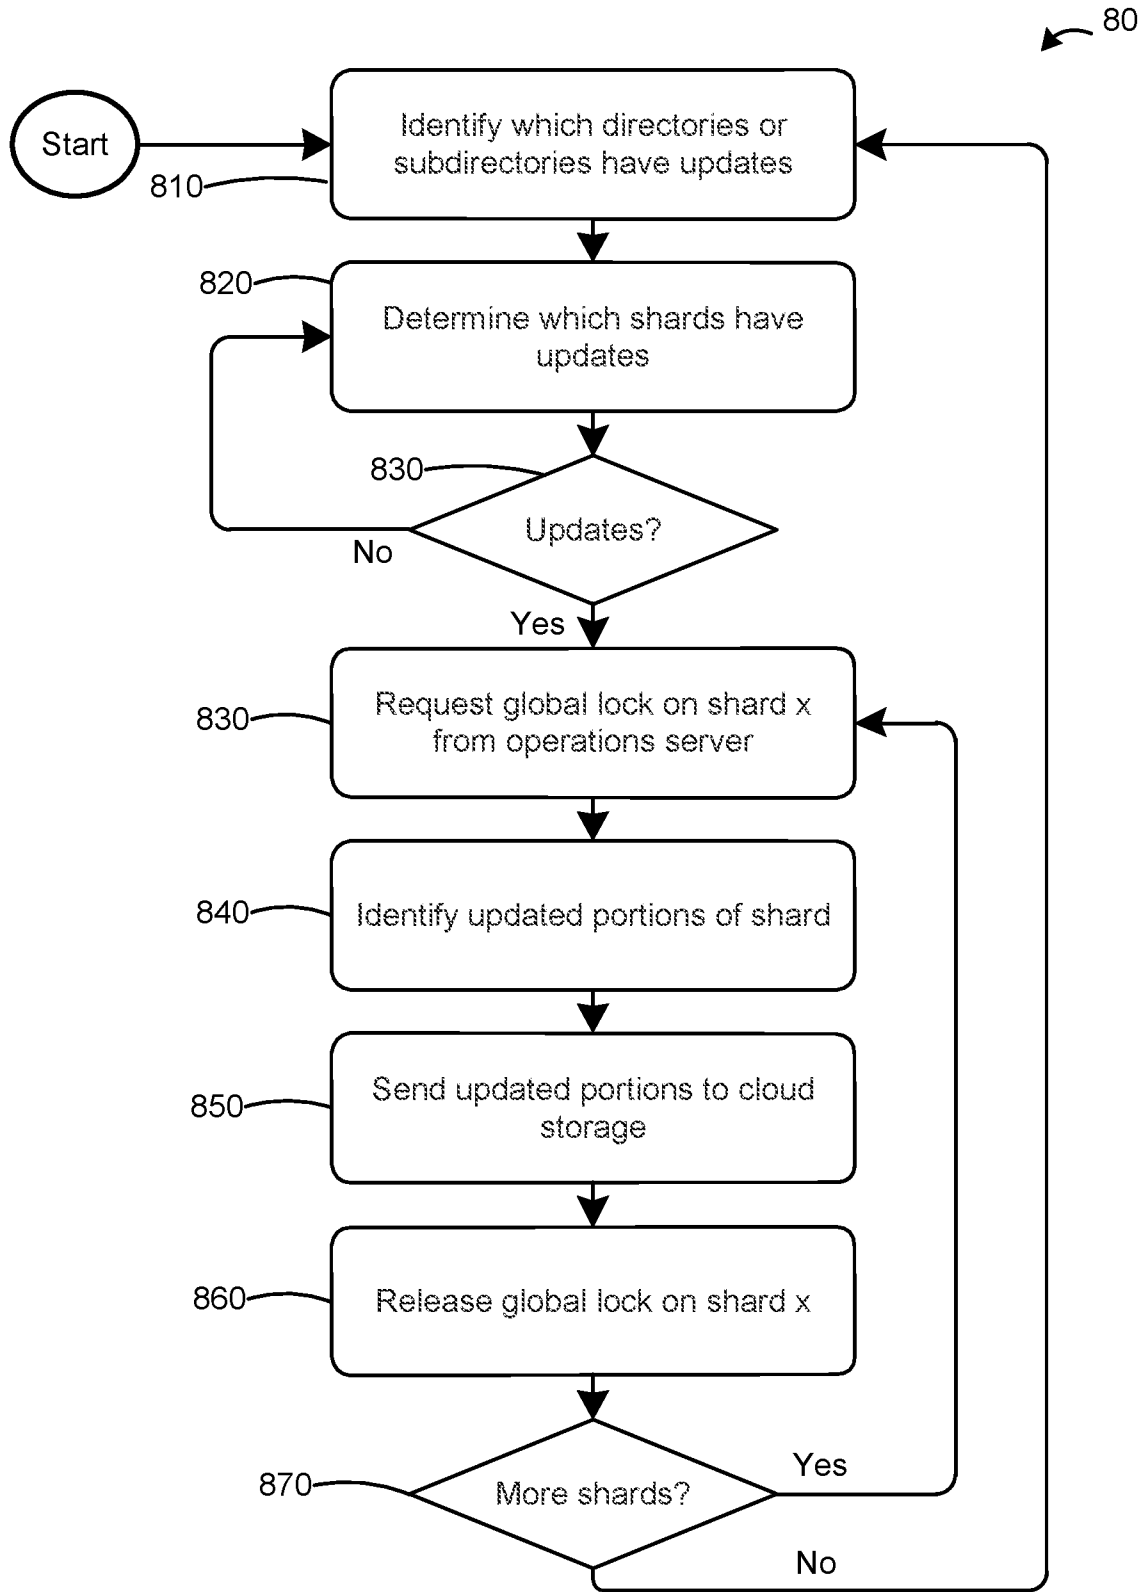 80
Start
Identify which directories or
subdirectories have updates
810
820
Determine which shards have
updates
830
Updates?
No
Yes
830
Request global lock on shard x
from operations server
840
Identify updated portions of shard
850
Send updated portions to cloud
storage
860
Release global lock on shard x
870
More shards?
Yes
No